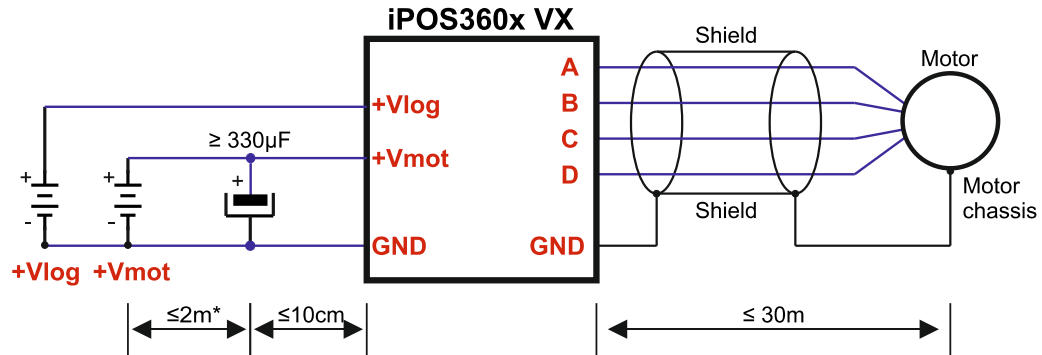 iPOS360x VX
Shield
Motor
A
+Vlog
B
≥ 330µF
C
+Vmot
D
+
+
+
-
-
Shield
Motor
chassis
GND
GND
+Vlog
+Vmot
≤2m*
≤10cm
≤ 30m